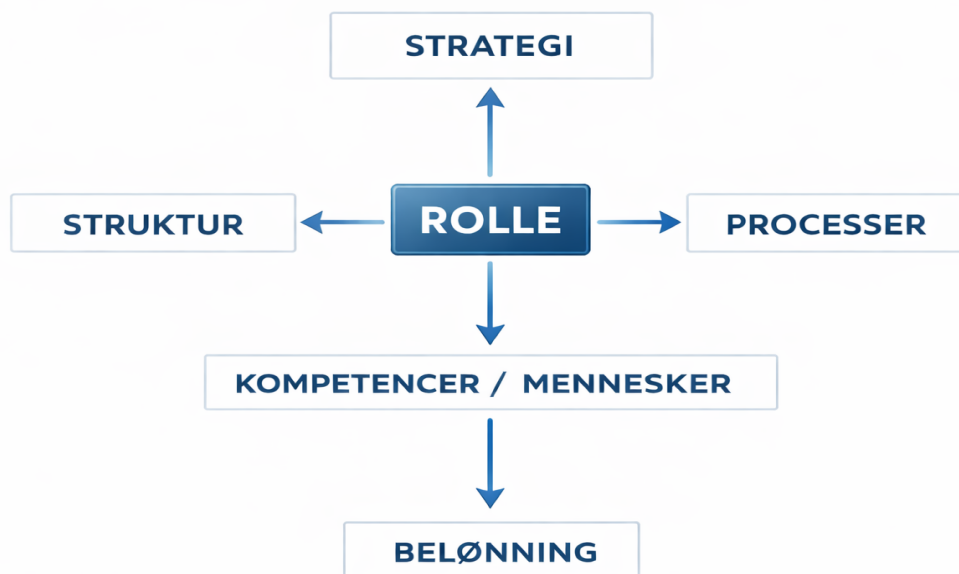 STRATEGI
STRUKTUR
ROLLE
PROCESSER
KOMPETENCER / MENNESKER
BELØNNING